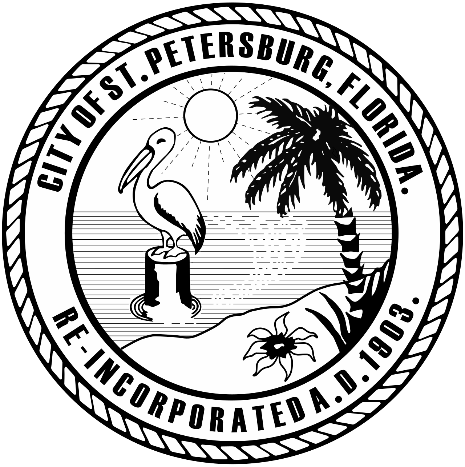 CITY OF ST. PETERSBURG, FLORIDA.
RE-INCORPORATED A.D. 1903.